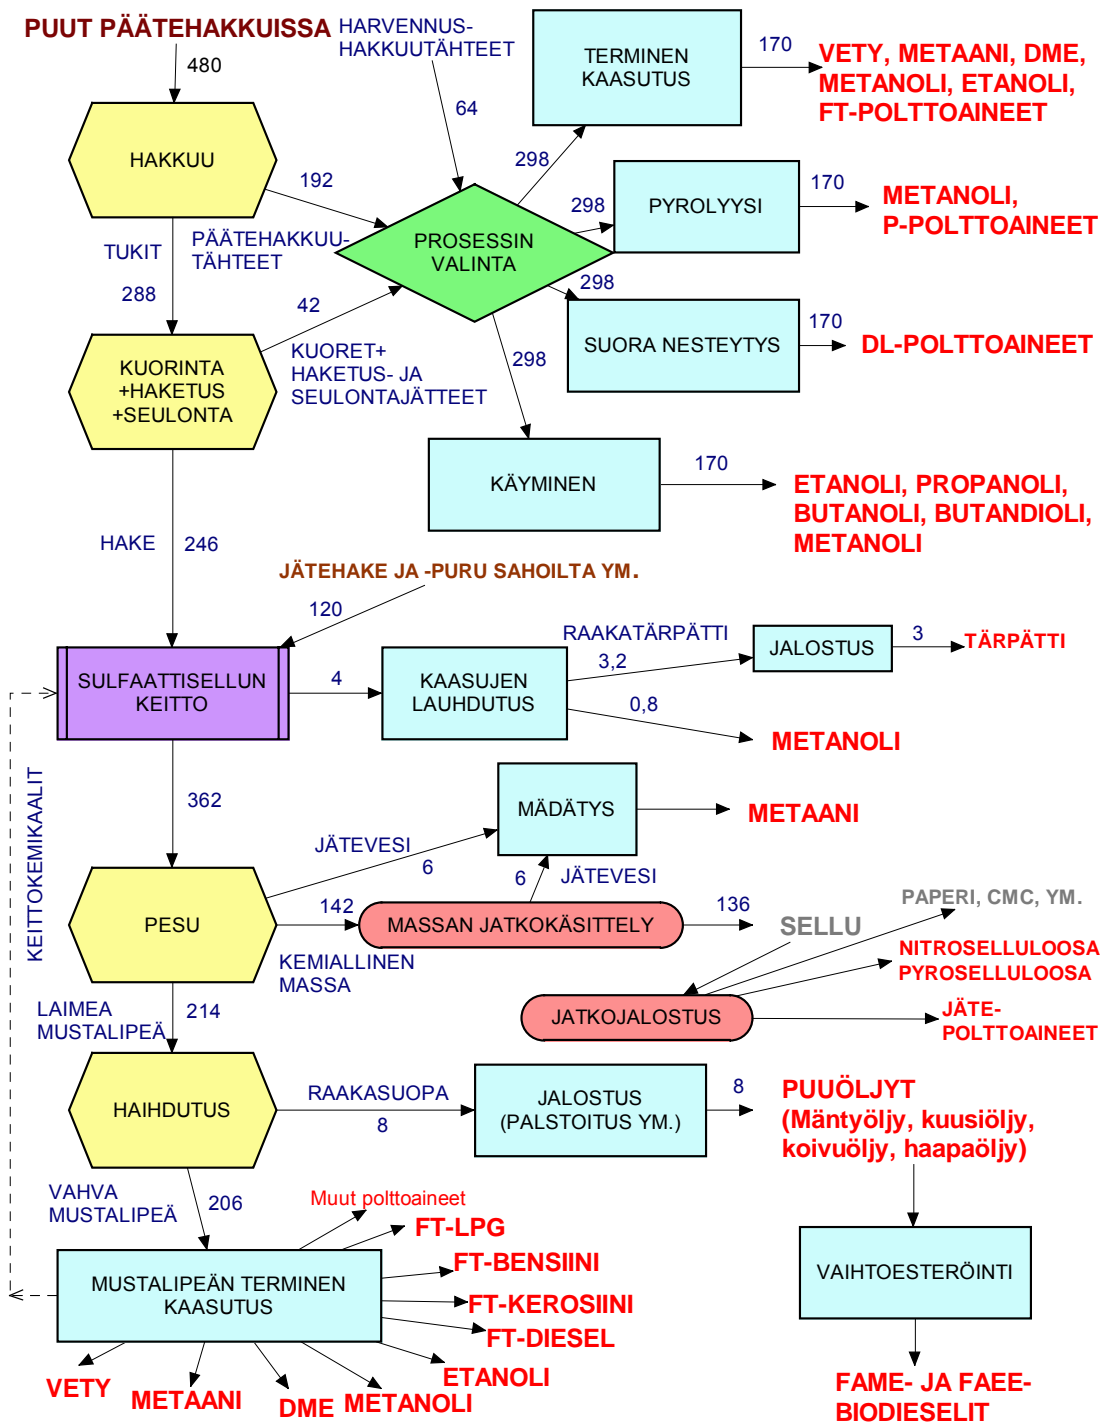 PUUT PÄÄTEHAKKUISSA
HARVENNUS-
HAKKUUTÄHTEET
480
64
HAKKUU
TERMINEN
KAASUTUS
170
VETY, METAANI, DME,
METANOLI, ETANOLI,
FT-POLTTOAINEET
298
192
PÄÄTEHAKKUU-
TÄHTEET
TUKIT
288
PROSESSIN
VALINTA
298
PYROLYYSI
170
METANOLI,
P-POLTTOAINEET
298
SUORA NESTEYTYS
170
DL-POLTTOAINEET
42
KUORET+
HAKETUS- JA
SEULONTAJÄTTEET
KUORINTA
+HAKETUS
+SEULONTA
298
KÄYMINEN
170
ETANOLI, PROPANOLI,
BUTANOLI, BUTANDIOLI,
METANOLI
HAKE
246
JÄTEHAKE JA -PURU SAHOILTA YM.
120
SULFAATTISELLUN
KEITTO
4
KAASUJEN
LAUHDUTUS
RAAKATÄRPÄTTI
3,2
JALOSTUS
3
TÄRPÄTTI
0,8
METANOLI
KEITTOKEMIKAALIT
362
MÄDÄTYS
METAANI
JÄTEVESI
6
6
JÄTEVESI
PESU
142
KEMIALLINEN
MASSA
MASSAN JATKOKÄSITTELY
136
SELLU
PAPERI, CMC, YM.
NITROSELLULOOSA
PYROSELLULOOSA
JATKOJALOSTUS
JÄTE-
POLTTOAINEET
LAIMEA
MUSTALIPEÄ
214
HAIHDUTUS
RAAKASUOPA
8
JALOSTUS
(PALSTOITUS YM.)
8
PUUÖLJYT
(Mäntyöljy, kuusiöljy,
koivuöljy, haapaöljy)
VAHVA
MUSTALIPEÄ
206
Muut polttoaineet
FT-LPG
FT-BENSIINI
FT-KEROSIINI
FT-DIESEL
MUSTALIPEÄN TERMINEN
KAASUTUS
VAIHTOESTERÖINTI
ETANOLI
VETY
METAANI
DME
METANOLI
FAME- JA FAEE-
BIODIESELIT